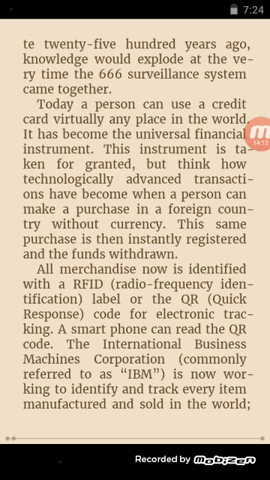 7:24
te twenty-five hundred years ago,
knowledge would explode at the ve-
ry time the 666 surveillance system
came together.
Today a person can use a credit
card virtually any place in the world.
It has become the universal financial
instrument. This instrument is ta-
ken for granted, but think how
technologically advanced transacti-
ons have become when a person can
make a purchase in a foreign coun-
try without currency. This same
purchase is then instantly registered
and the funds withdrawn.
All merchandise now is identified
with a RFID (radio-frequency iden-
tification) label or the QR (Quick
Response) code for electronic trac-
king. A smart phone can read the QR
code. The International Business
Machines Corporation (commonly
referred to as “IBM”) is now wor-
king to identify and track every item
manufactured and sold in the world;
14:13
Recorded by Mobizen